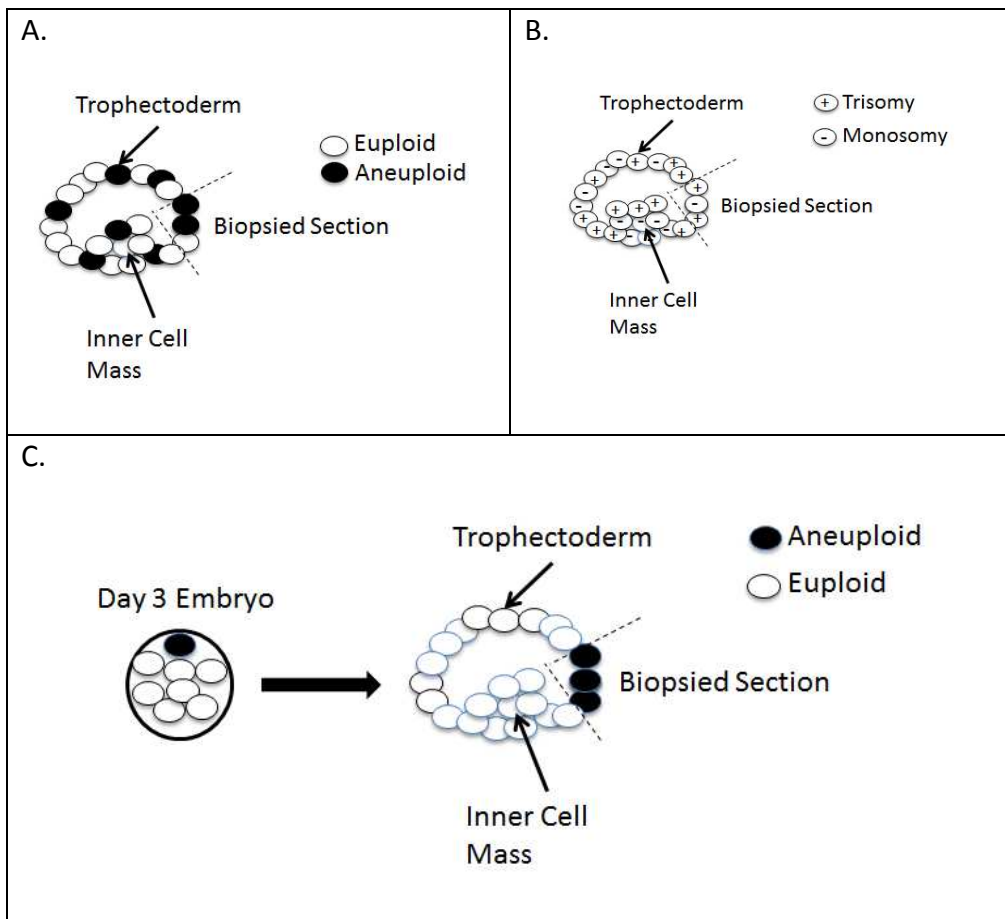 A.
Trophectoderm
Euploid
Aneuploid
Biopsied Section
Inner Cell
Mass
B.
Trophectoderm
+ Trisomy
- Monosomy
Biopsied Section
Inner Cell
Mass
C.
Trophectoderm
Aneuploid
Euploid
Day 3 Embryo
Biopsied Section
Inner Cell
Mass